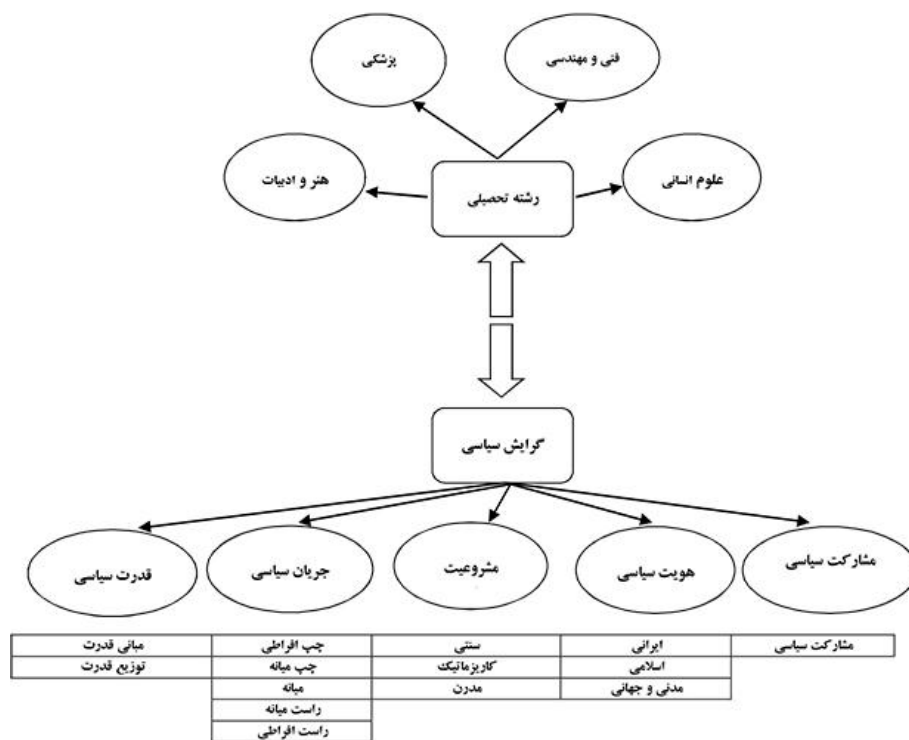 فنی و مهندسی
پزشکی
علوم انسانی
رشته تحصیلی
هنر و ادبیات
گرایش سیاسی
مشارکت سیاسی
هویت سیاسی
مشروعیت
جریان سیاسی
قدرت سیاسی
مشارکت سیاسی
ایرانی
سنتی
چپ افراطی
مبانی قدرت
اسلامی
کاریزماتیک
چپ میانه
توزیع قدرت
مدنی و جهانی
مدرن
میانه
راست میانه
راست افراطی